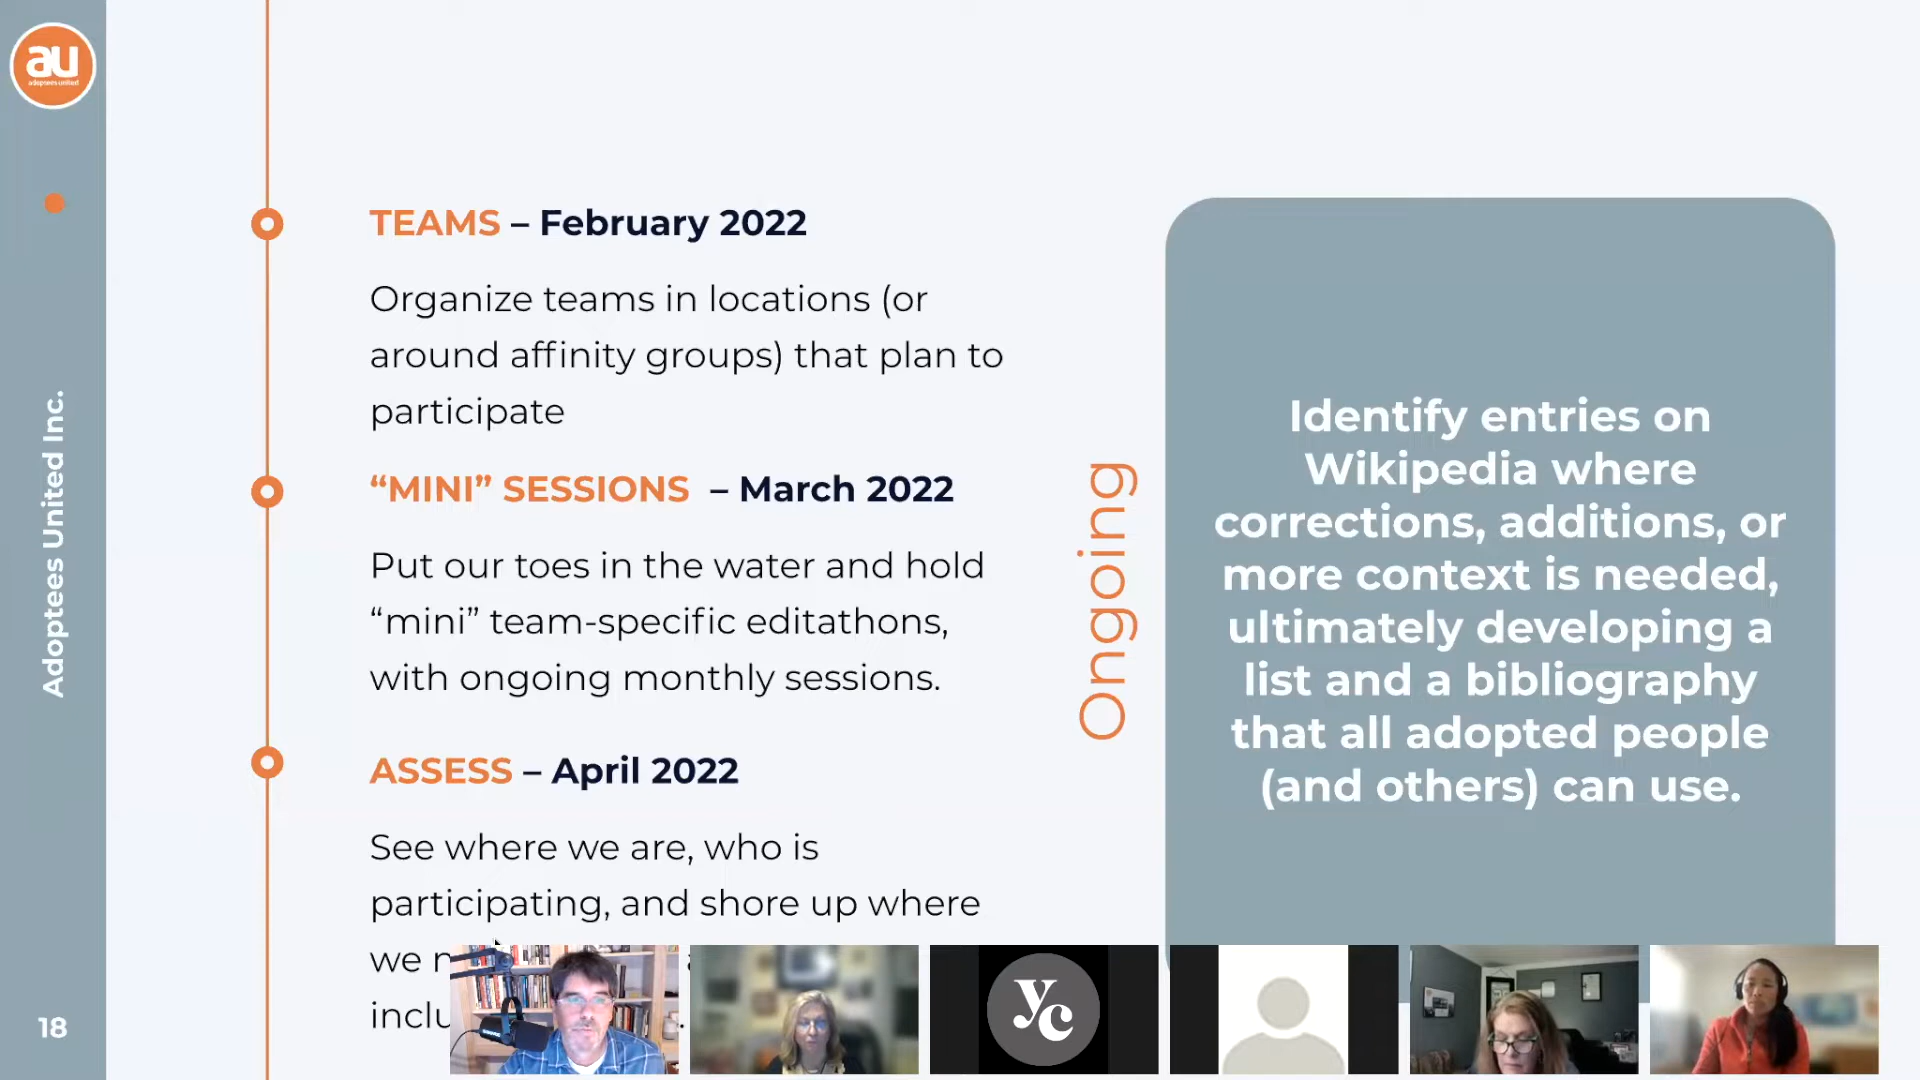 au
adoptees united
Adoptees United Inc.
18
TEAMS – February 2022
Organize teams in locations (or
around affinity groups) that plan to
participate
“MINI” SESSIONS – March 2022
Put our toes in the water and hold
“mini” team-specific editathons,
with ongoing monthly sessions.
ASSESS – April 2022
See where we are, who is
participating, and shore up where
we
Ongoing
Identify entries on
Wikipedia where
corrections, additions, or
more context is needed,
ultimately developing a
list and a bibliography
that all adopted people
(and others) can use.
yc